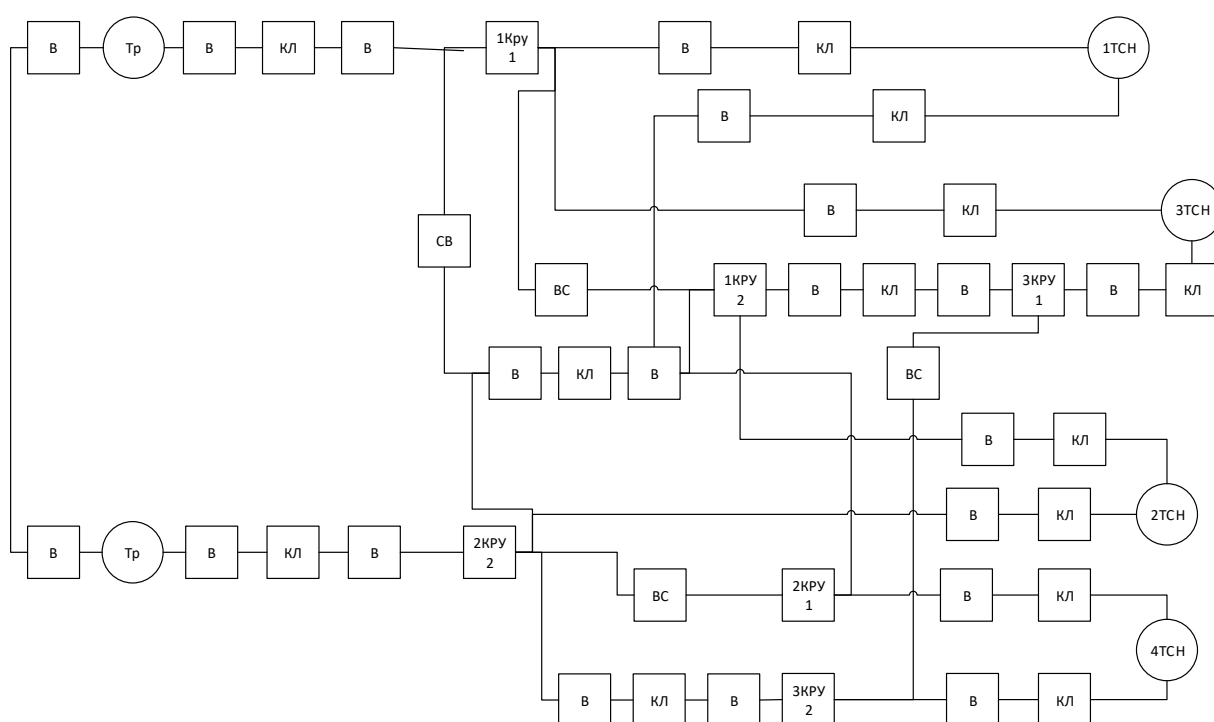 В Тр В КЛ В 1Кру В КЛ 1ТСН
1
В КЛ
В КЛ 3ТСН
СВ
ВС 1КРУ В КЛ В 3КРУ В КЛ
2 1
В КЛ В ВС
В КЛ
В КЛ 2ТСН
В Тр В КЛ В 2КРУ
2
ВС 2КРУ В КЛ
1
4ТСН
В КЛ В 3КРУ В КЛ
2